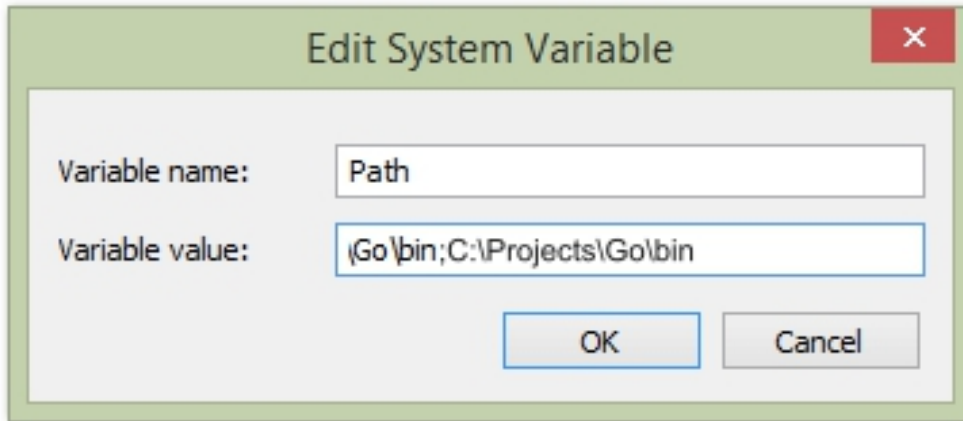 Edit System Variable
Variable name: Path
Variable value: \Go\bin;C:\Projects\Go\bin
OK Cancel